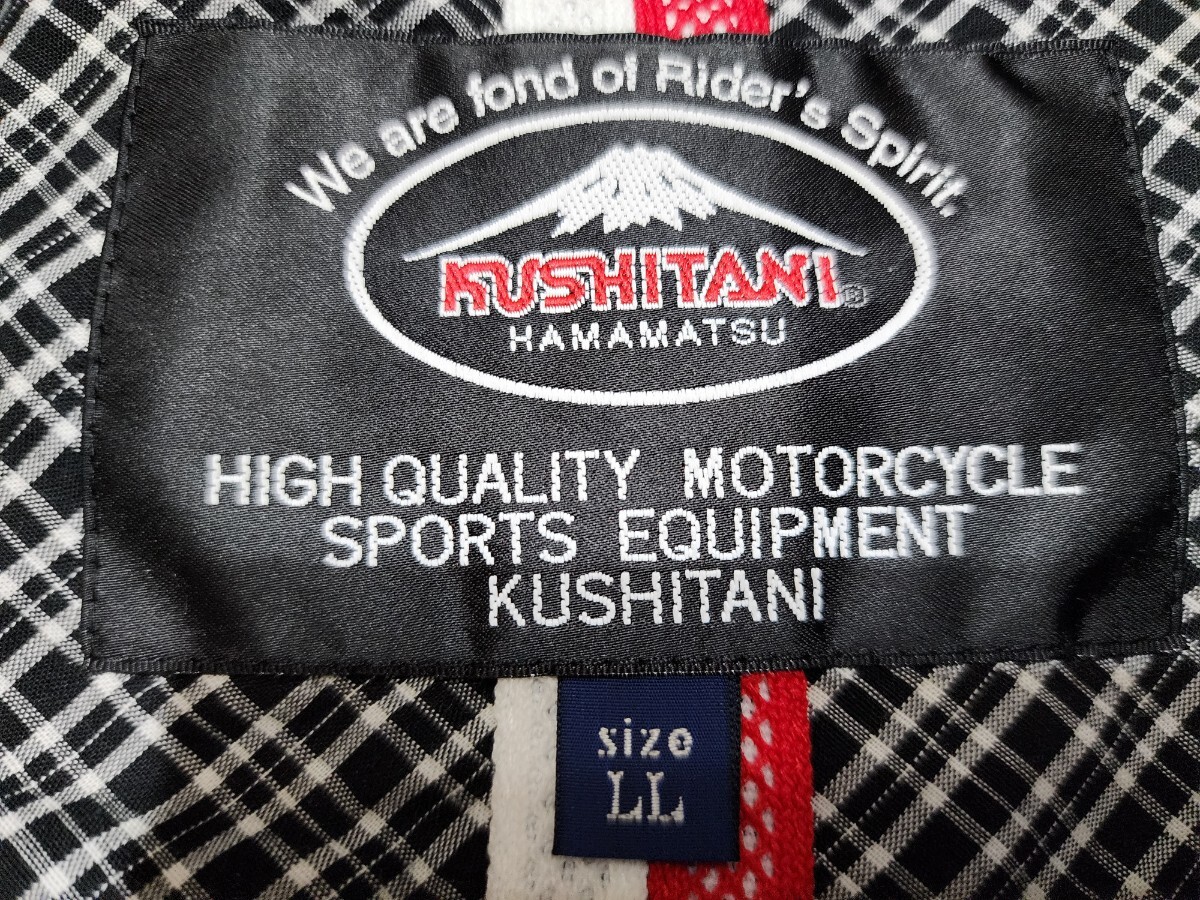 We are fond of Rider's Spirit.
KUSHITANI®
HAMAMATSU
HIGH QUALITY MOTORCYCLE
SPORTS EQUIPMENT
KUSHITANI
size
LL